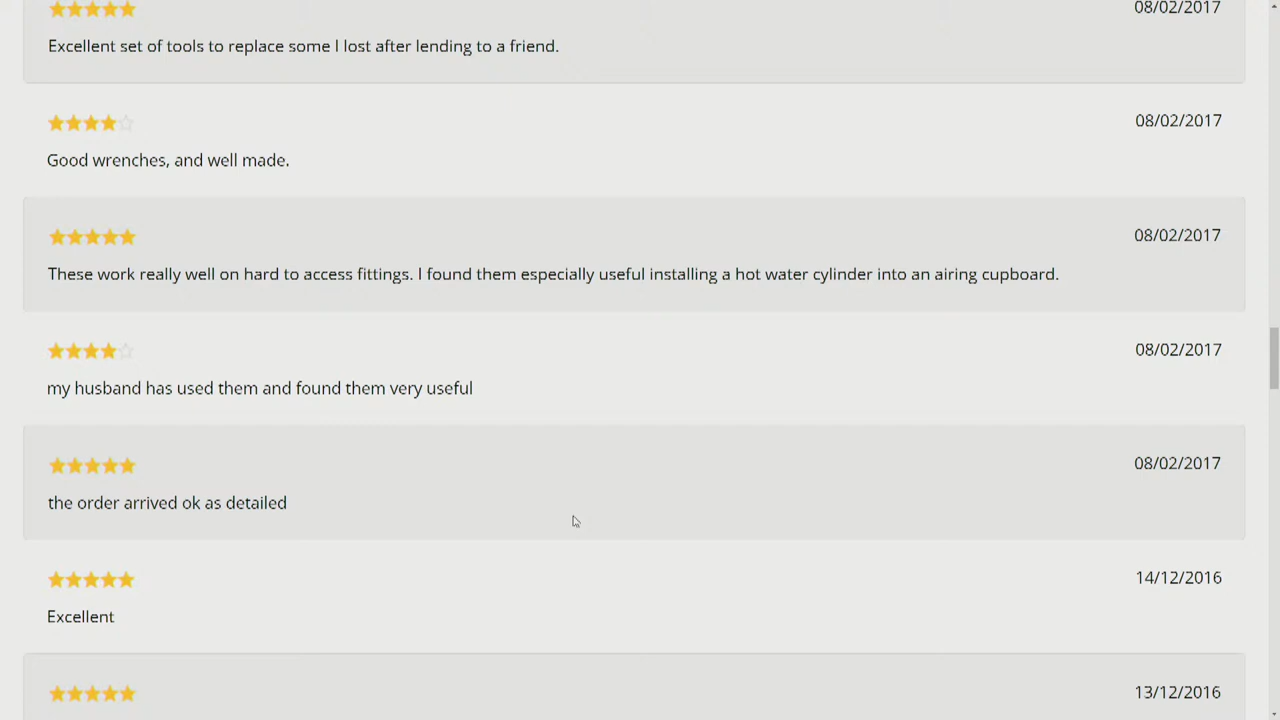 08/02/2017
Excellent set of tools to replace some I lost after lending to a friend.
08/02/2017
Good wrenches, and well made.
08/02/2017
These work really well on hard to access fittings. I found them especially useful installing a hot water cylinder into an airing cupboard.
08/02/2017
my husband has used them and found them very useful
08/02/2017
the order arrived ok as detailed
14/12/2016
Excellent
13/12/2016